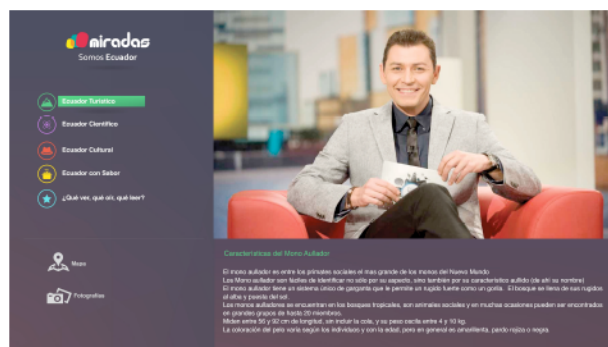 miradas
Somos Ecuador
Ecuador Turístico
Ecuador Científico
Ecuador Cultural
Ecuador con Sabor
¿Qué ver, qué oír, qué leer?
Mapa
Fotografías
Características del Mono Aullador
El mono aullador es entre los primates sociales el mas grande de los monos del Nuevo Mundo
Los Mono aullador son fáciles de identificar no sólo por su aspecto, sino también por su característico aullido (de ahí su nombre)
El mono aullador tiene un sistema único de garganta que le permite un rugido fuerte como un gorila. El bosque se llena de sus rugidos
al alba y puesta del sol.
Los monos aulladores se encuentran en los bosques tropicales, son animales sociales y en muchas ocasiones pueden ser encontrados
en grandes grupos de hasta 20 miembros.
Miden entre 56 y 92 cm de longitud, sin incluir la cola, y su peso oscila entre 4 y 10 kg.
La coloración del pelo varía según los individuos y con la edad, pero en general es amarillenta, pardo rojiza o negra.